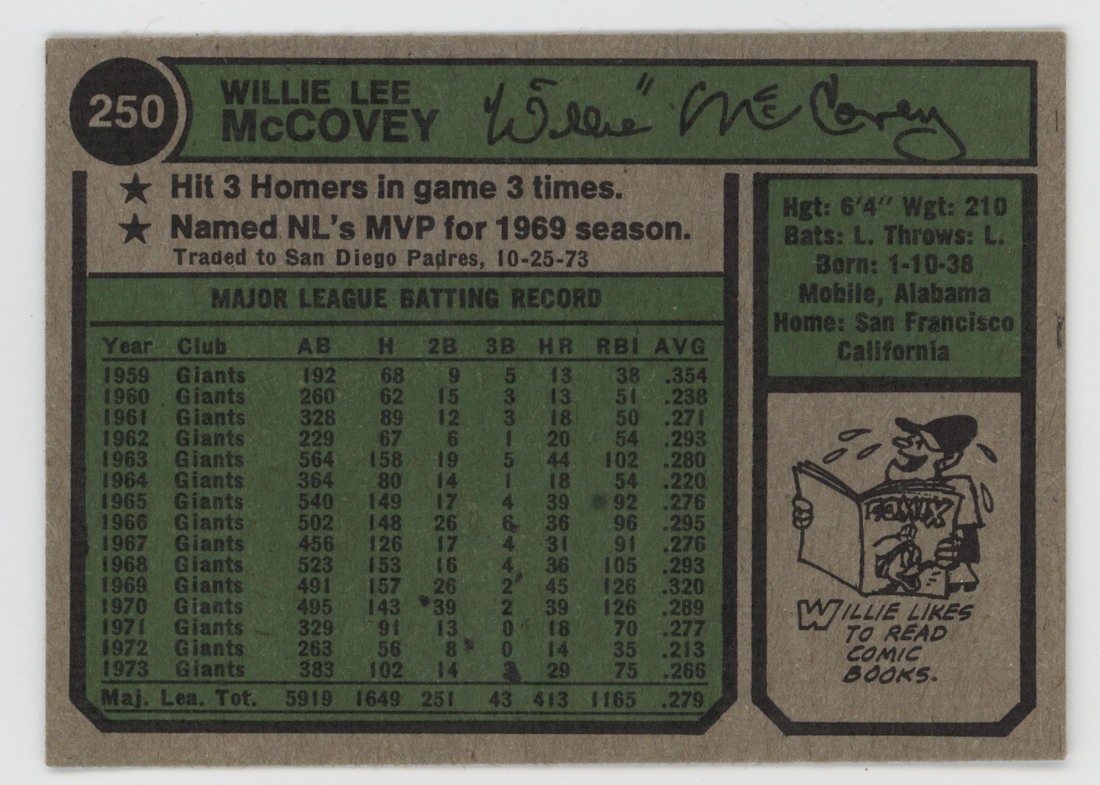 250
WILLIE LEE
McCOVEY
"Willie" McCovey
★ Hit 3 Homers in game 3 times.
★ Named NL's MVP for 1969 season.
Traded to San Diego Padres, 10-25-73
MAJOR LEAGUE BATTING RECORD
Year Club AB H 2B 3B HR RBI AVG
1959 Giants 192 68 9 5 13 38 .354
1960 Giants 260 62 15 3 13 51 .238
1961 Giants 328 89 12 3 18 50 .271
1962 Giants 229 67 6 1 20 54 .293
1963 Giants 564 158 19 5 44 102 .280
1964 Giants 364 80 14 1 18 54 .220
1965 Giants 540 149 17 4 39 92 .276
1966 Giants 502 148 26 6 36 96 .295
1967 Giants 456 126 17 4 31 91 .276
1968 Giants 523 153 16 4 36 105 .293
1969 Giants 491 157 26 2 45 126 .320
1970 Giants 495 143 39 2 39 126 .289
1971 Giants 329 91 13 0 18 70 .277
1972 Giants 263 56 8 0 14 35 .213
1973 Giants 383 102 14 3 29 75 .266
Maj. Lea. Tot. 5919 1649 251 43 413 1165 .279
Hgt: 6'4" Wgt: 210
Bats: L. Throws: L.
Born: 1-10-38
Mobile, Alabama
Home: San Francisco
California
COMIX
WILLIE LIKES
TO READ
COMIC
BOOKS.